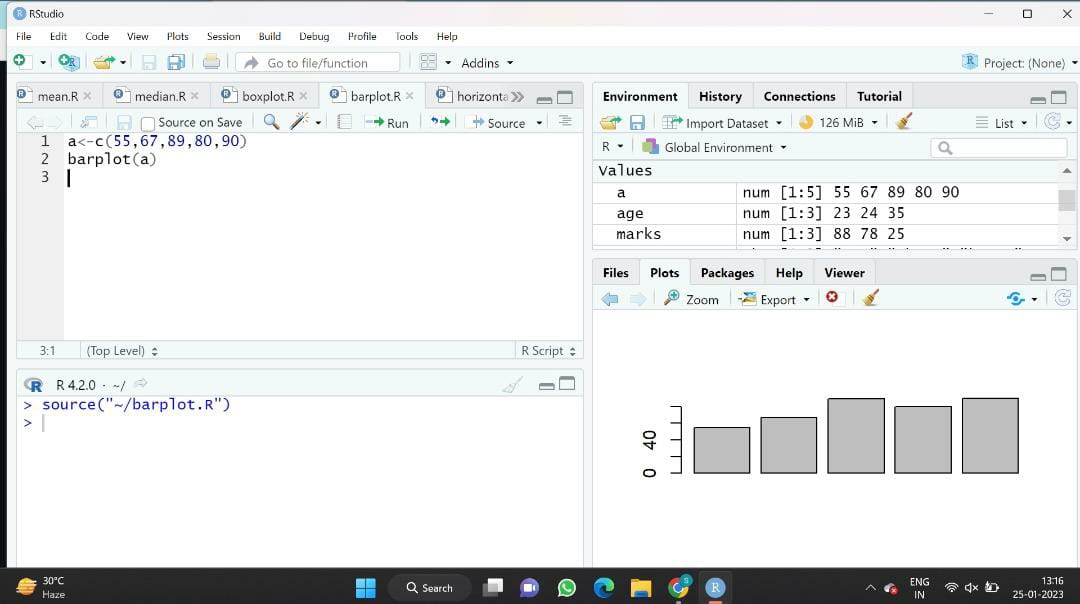 RStudio
File Edit Code View Plots Session Build Debug Profile Tools Help
Go to file/function Addins Project: (None)
mean.R median.R boxplot.R barplot.R horizonta
Source on Save Run Source
1 a<-c(55,67,89,80,90)
2 barplot(a)
3
3:1 (Top Level) R Script
R 4.2.0 · ~/
> source("~/barplot.R")
>
Environment History Connections Tutorial
Import Dataset 126 MiB List
R Global Environment
Values
a num [1:5] 55 67 89 80 90
age num [1:3] 23 24 35
marks num [1:3] 88 78 25
Files Plots Packages Help Viewer
Zoom Export
40
0
30°C
Haze
Search
ENG
IN
13:16
25-01-2023